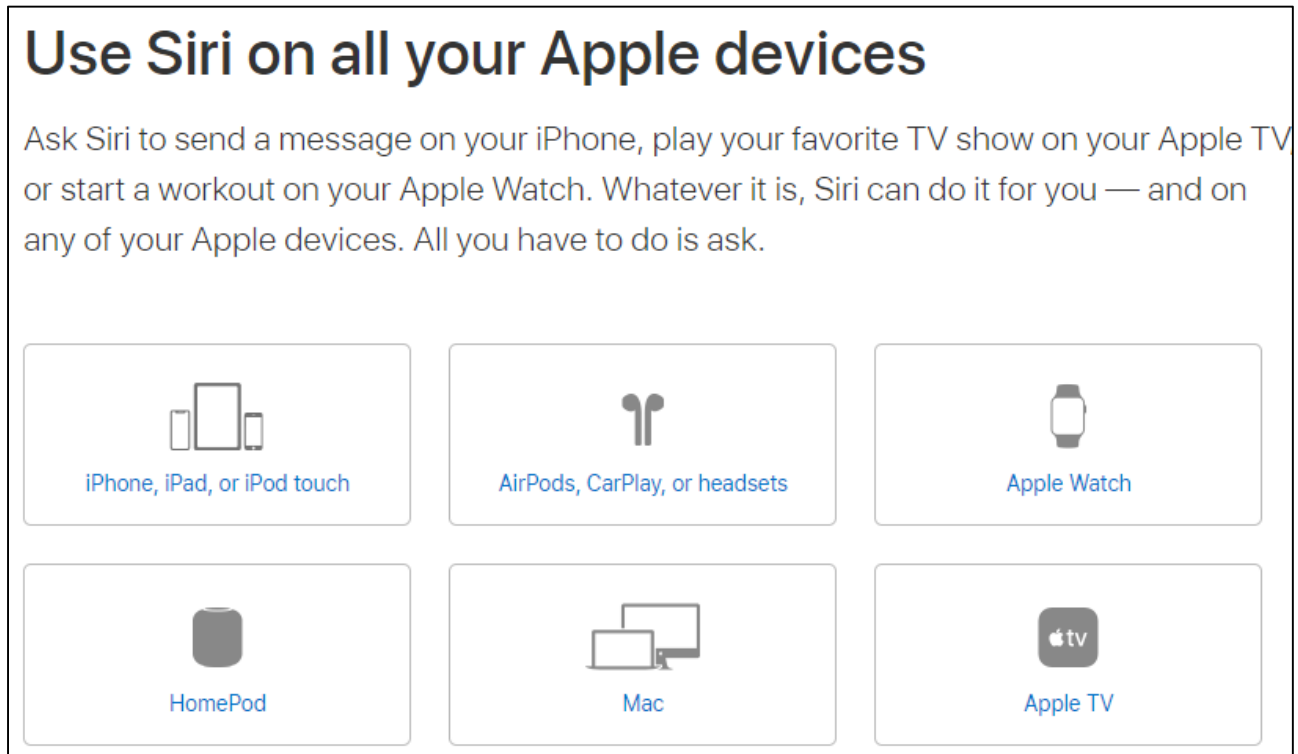 Use Siri on all your Apple devices
Ask Siri to send a message on your iPhone, play your favorite TV show on your Apple TV,
or start a workout on your Apple Watch. Whatever it is, Siri can do it for you — and on
any of your Apple devices. All you have to do is ask.
iPhone, iPad, or iPod touch
AirPods, CarPlay, or headsets
Apple Watch
tv
HomePod
Mac
Apple TV